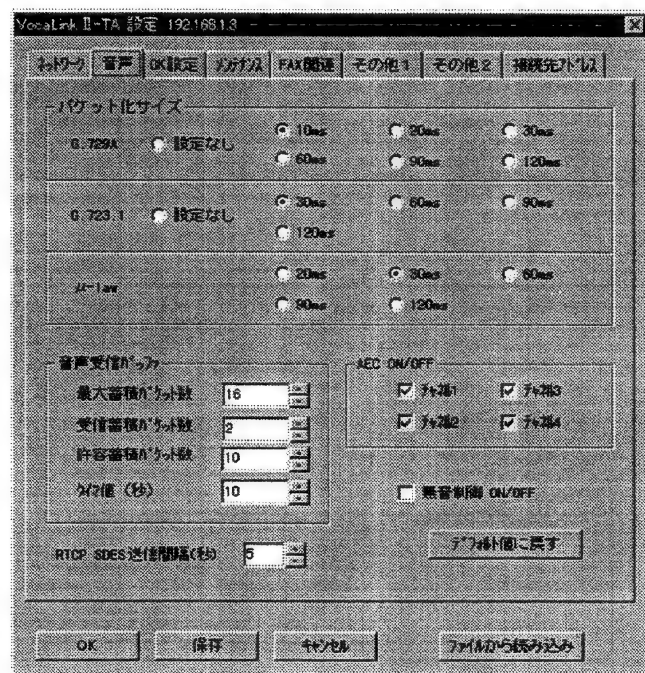 VocaLink Ⅱ-TA 設定 192.168.1.3
ﾈｯﾄﾜｰｸ 音声 GK設定 ﾒﾝﾃﾅﾝｽ FAX関連 その他1 その他2 接続先ｱﾄﾞﾚｽ
パケット化サイズ
G.729A 設定なし 10ms 20ms 30ms
60ms 90ms 120ms
G.723.1 設定なし 30ms 60ms 90ms
120ms
μ-law 20ms 30ms 60ms
90ms 120ms
音声受信ﾊﾞｯﾌｧ
最大蓄積ﾊﾟｹｯﾄ数 16
受信蓄積ﾊﾟｹｯﾄ数 2
許容蓄積ﾊﾟｹｯﾄ数 10
ﾀｲﾏ値 (秒) 10
RTCP SDES送信間隔(秒) 5
AEC ON/OFF
ﾁｬﾈﾙ1 ﾁｬﾈﾙ3
ﾁｬﾈﾙ2 ﾁｬﾈﾙ4
無音制御 ON/OFF
ﾃﾞﾌｫﾙﾄ値に戻す
OK 保存 ｷｬﾝｾﾙ ﾌｧｲﾙから読み込み